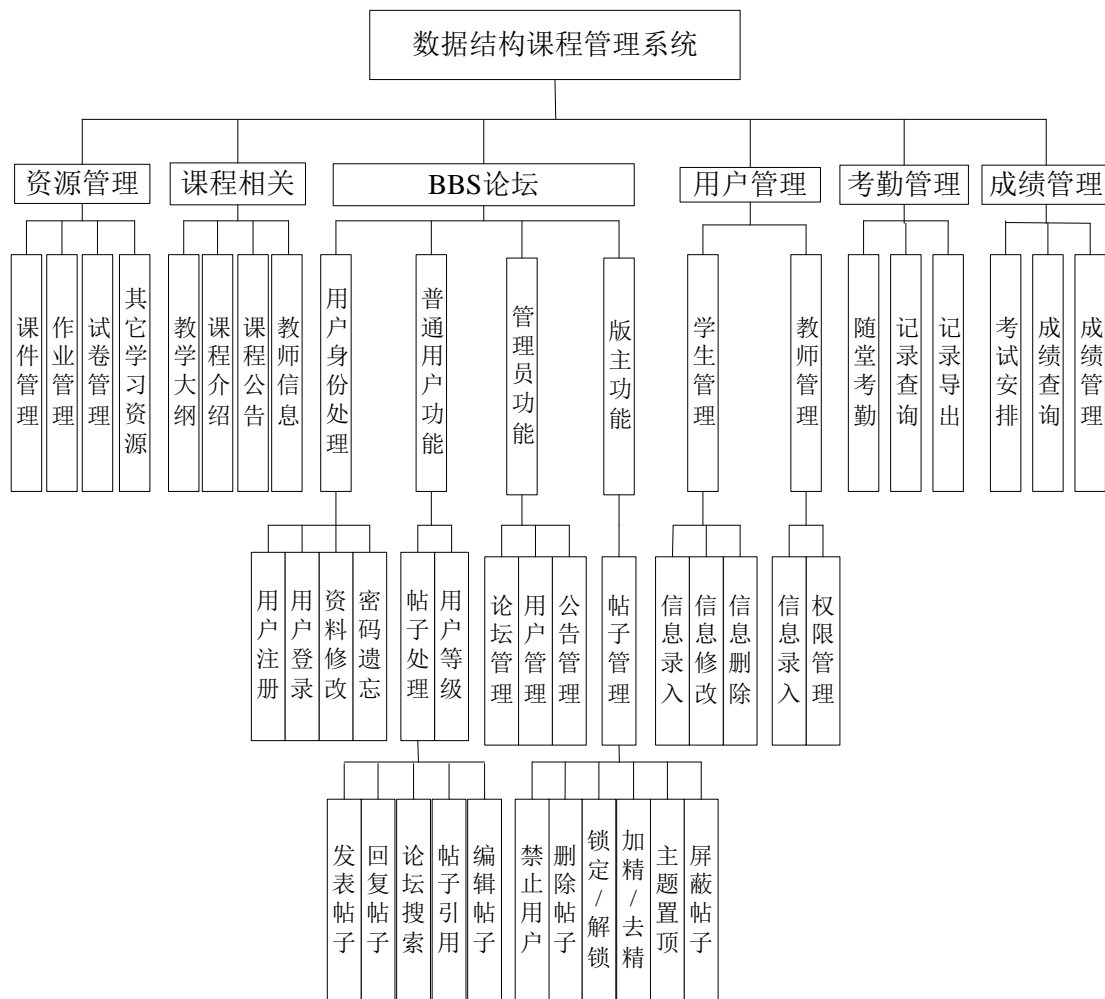 数据结构课程管理系统
资源管理
课程相关
BBS论坛
用户管理
考勤管理
成绩管理
课件管理
作业管理
试卷管理
其它学习资源
教学大纲
课程介绍
课程公告
教师信息
用户身份处理
普通用户功能
管理员功能
版主功能
学生管理
教师管理
随堂考勤
记录查询
记录导出
考试安排
成绩查询
成绩管理
用户注册
用户登录
资料修改
密码遗忘
帖子处理
用户等级
论坛管理
用户管理
公告管理
帖子管理
信息录入
信息修改
信息删除
信息录入
权限管理
发表帖子
回复帖子
论坛搜索
帖子引用
编辑帖子
禁止用户
删除帖子
锁定/解锁
加精/去精
主题置顶
屏蔽帖子